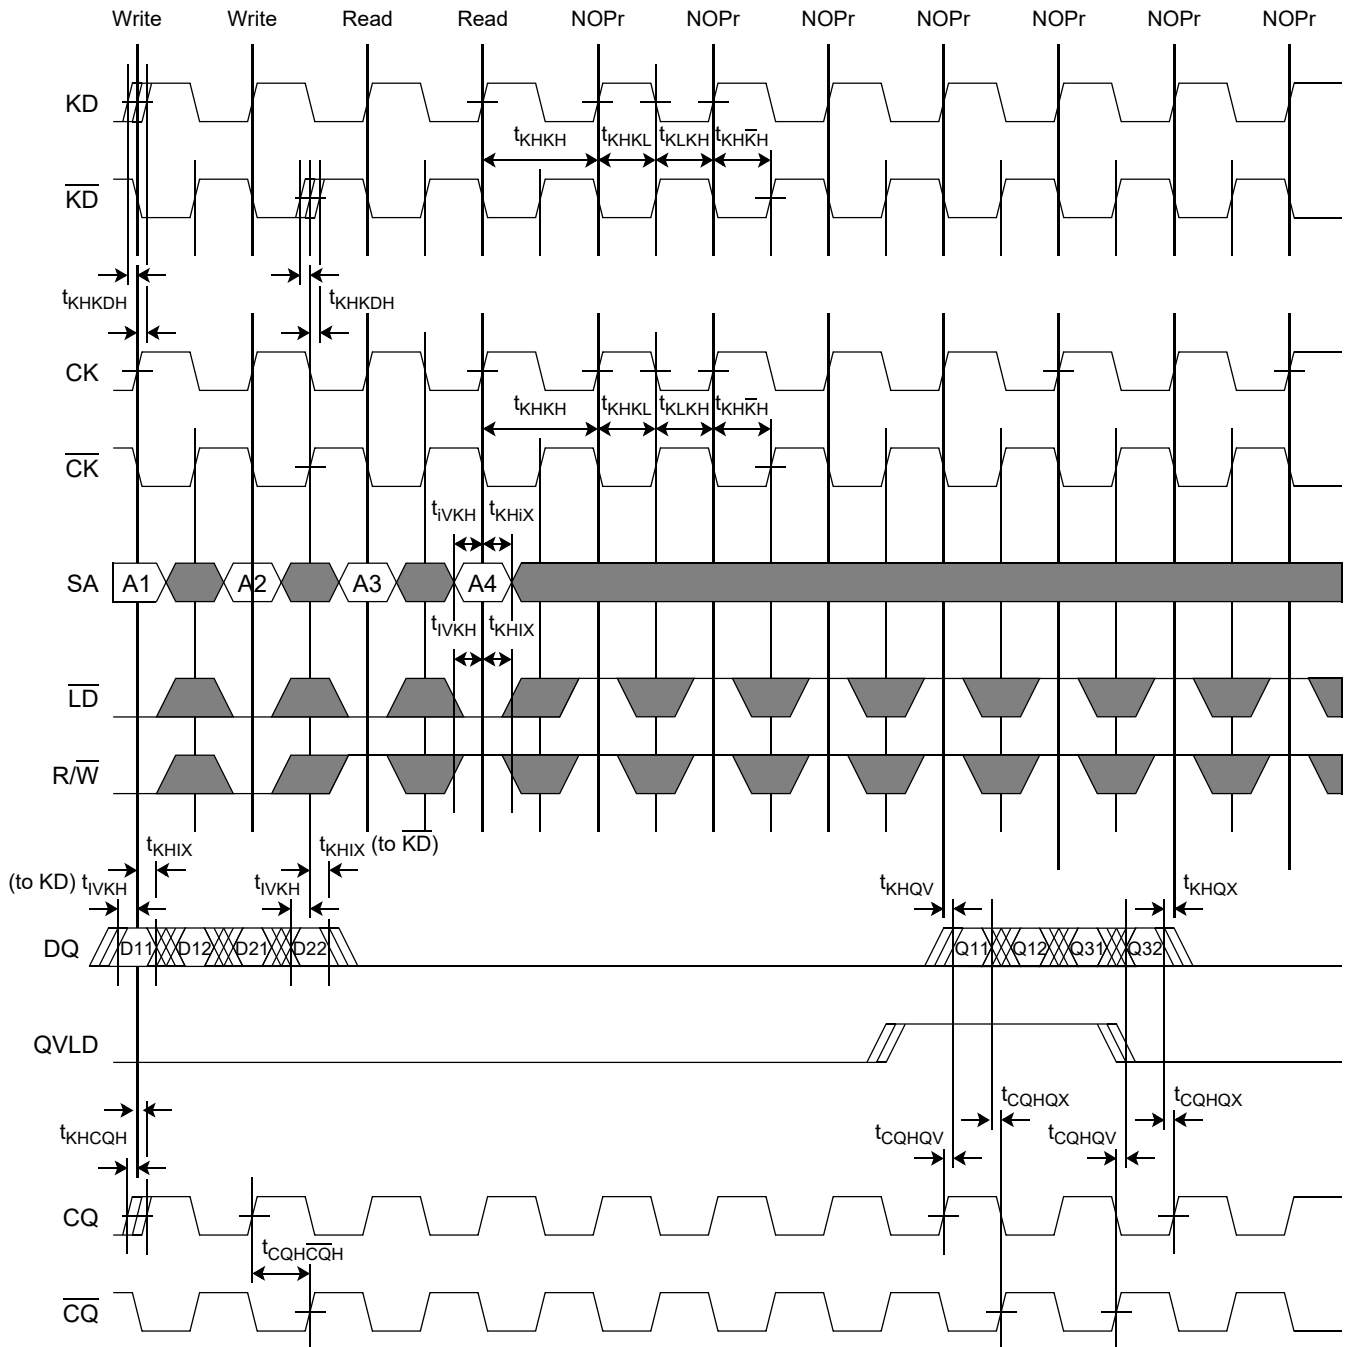 Write Write Read Read NOPr NOPr NOPr NOPr NOPr NOPr NOPr
KD
tKHKH tKHKL tKLKH tKHK̅H
K̅D̅
tKHKDH tKHKDH
CK
tKHKH tKHKL tKLKH tKHK̅H
C̅K̅
tiVKH tKHiX
SA A1 A2 A3 A4
tIVKH tKHIX
L̅D̅
R/W̅
tKHIX tKHIX (to K̅D̅)
(to KD) tIVKH tIVKH tKHQV tKHQX
DQ D11 D12 D21 D22 Q11 Q12 Q31 Q32
QVLD
tCQHQX tCQHQX
tKHCQH tCQHQV tCQHQV
CQ
tCQHC̅Q̅H
C̅Q̅